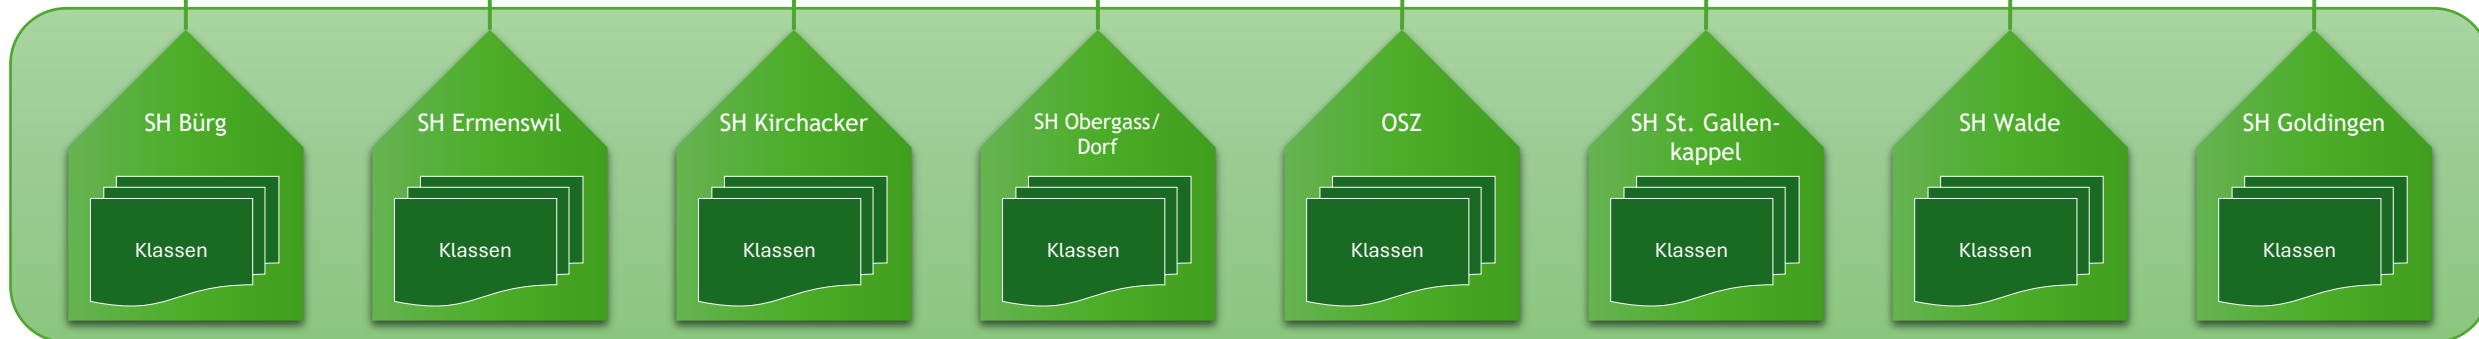 SH Bürg
SH Ermenswil
SH Kirchacker
SH Obergass/
Dorf
OSZ
SH St. Gallen-
kappel
SH Walde
SH Goldingen
Klassen
Klassen
Klassen
Klassen
Klassen
Klassen
Klassen
Klassen